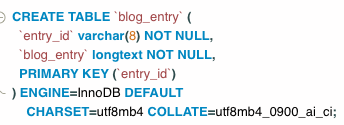 CREATE TABLE `blog_entry` (
`entry_id` varchar(8) NOT NULL,
`blog_entry` longtext NOT NULL,
PRIMARY KEY (`entry_id`)
) ENGINE=InnoDB DEFAULT
CHARSET=utf8mb4 COLLATE=utf8mb4_0900_ai_ci;